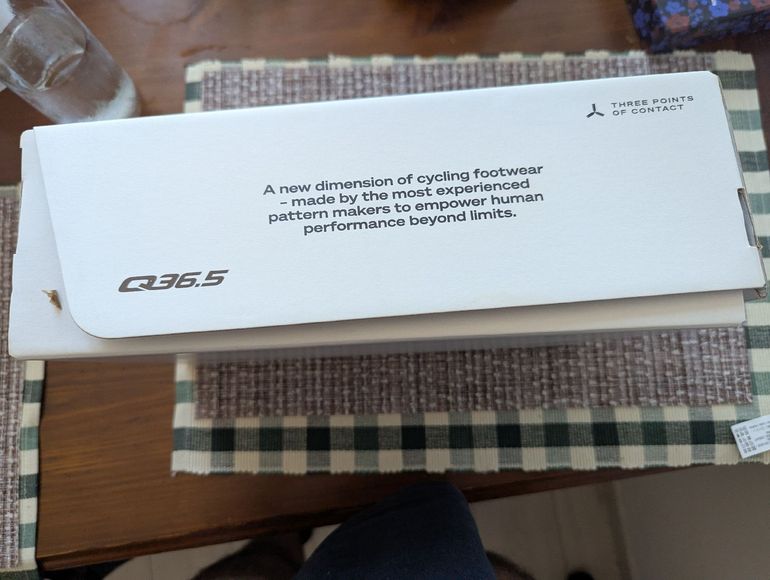 THREE POINTS
OF CONTACT
A new dimension of cycling footwear
– made by the most experienced
pattern makers to empower human
performance beyond limits.
Q36.5